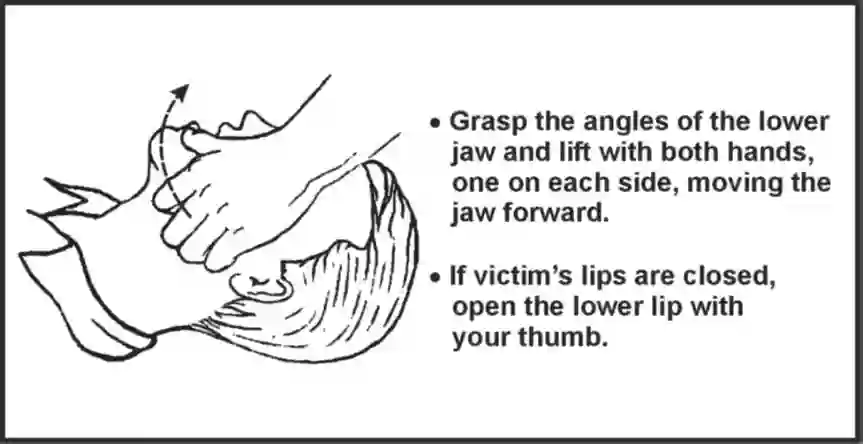 • Grasp the angles of the lower
jaw and lift with both hands,
one on each side, moving the
jaw forward.
• If victim's lips are closed,
open the lower lip with
your thumb.